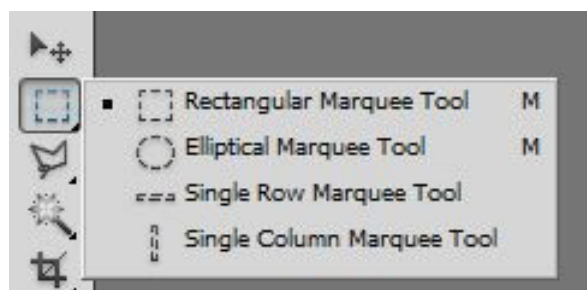 Rectangular Marquee Tool M
Elliptical Marquee Tool M
Single Row Marquee Tool
Single Column Marquee Tool